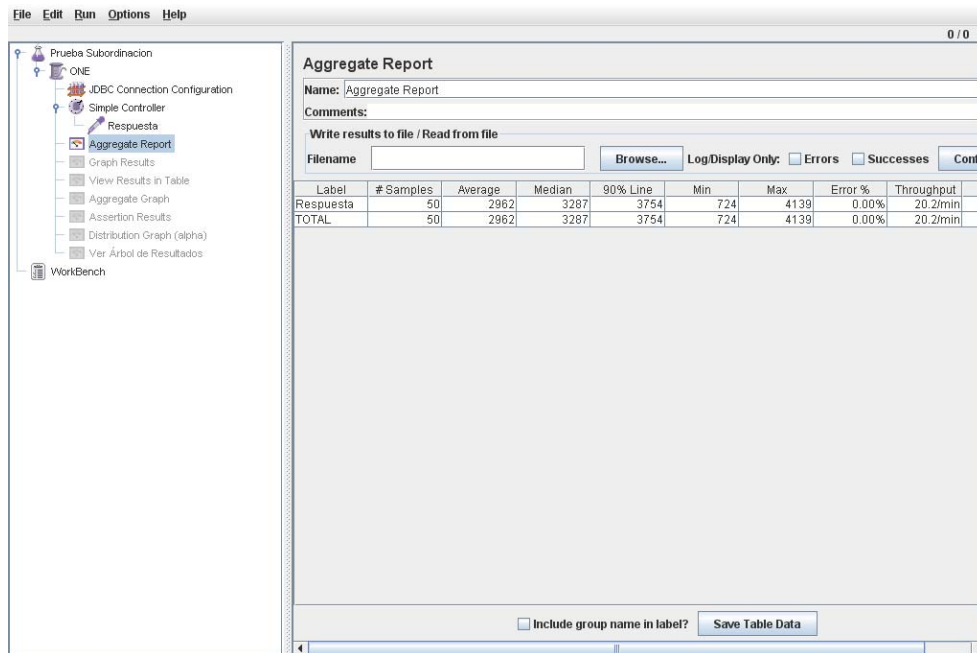 File Edit Run Options Help
0 / 0
Prueba Subordinacion
ONE
JDBC Connection Configuration
Simple Controller
Respuesta
Aggregate Report
Graph Results
View Results in Table
Aggregate Graph
Assertion Results
Distribution Graph (alpha)
Ver Árbol de Resultados
WorkBench
Aggregate Report
Name: Aggregate Report
Comments:
Write results to file / Read from file
Filename Browse... Log/Display Only: Errors Successes Conf
Label # Samples Average Median 90% Line Min Max Error % Throughput
Respuesta 50 2962 3287 3754 724 4139 0.00% 20.2/min
TOTAL 50 2962 3287 3754 724 4139 0.00% 20.2/min
Include group name in label? Save Table Data